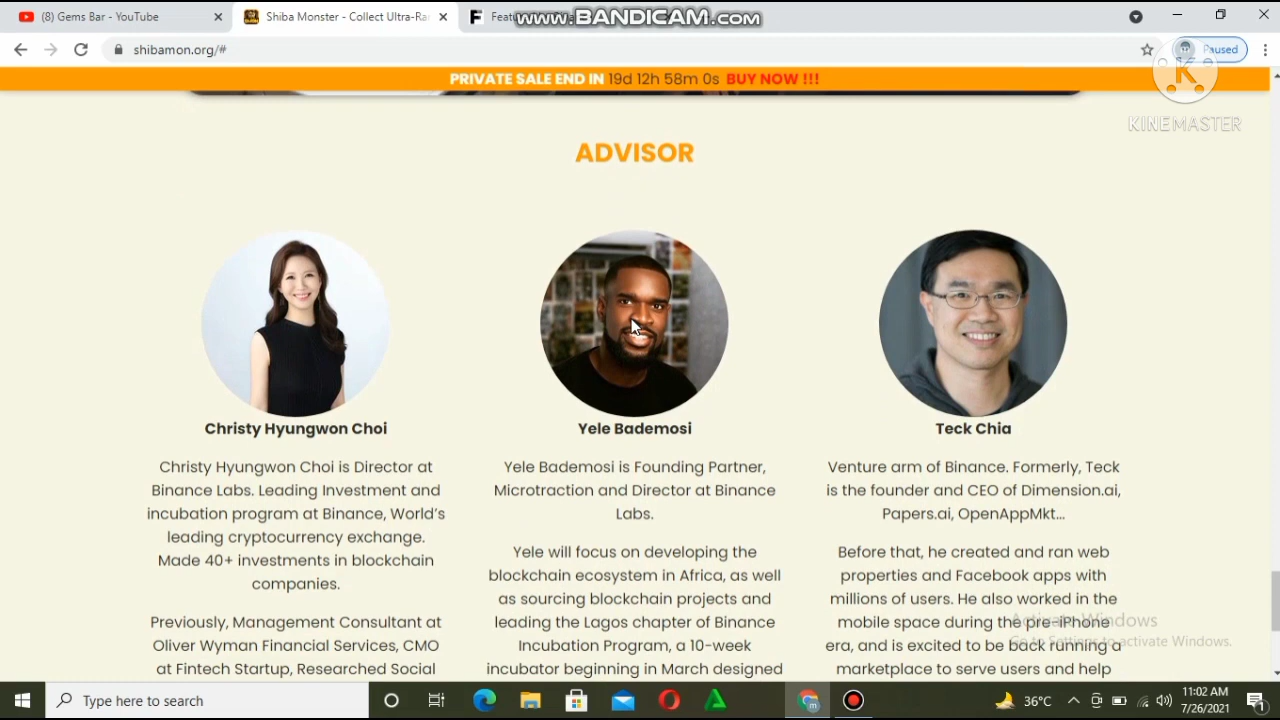 (8) Gems Bar - YouTube
Shiba Monster - Collect Ultra-Ra
www.BANDICAM.com
shibamon.org/#
Paused
PRIVATE SALE END IN 19d 12h 58m 0s BUY NOW !!!
K
KINEMASTER
ADVISOR
Christy Hyungwon Choi
Christy Hyungwon Choi is Director at
Binance Labs. Leading Investment and
incubation program at Binance, World's
leading cryptocurrency exchange.
Made 40+ investments in blockchain
companies.
Previously, Management Consultant at
Oliver Wyman Financial Services, CMO
at Fintech Startup, Researched Social
Yele Bademosi
Yele Bademosi is Founding Partner,
Microtraction and Director at Binance
Labs.
Yele will focus on developing the
blockchain ecosystem in Africa, as well
as sourcing blockchain projects and
leading the Lagos chapter of Binance
Incubation Program, a 10-week
incubator beginning in March designed
Teck Chia
Venture arm of Binance. Formerly, Teck
is the founder and CEO of Dimension.ai,
Papers.ai, OpenAppMkt...
Before that, he created and ran web
properties and Facebook apps with
millions of users. He also worked in the
mobile space during the pre-iPhone
era, and is excited to be back running a
marketplace to serve users and help
Activate Windows
Go to Settings to activate Windows.
Type here to search
36°C
11:02 AM
7/26/2021